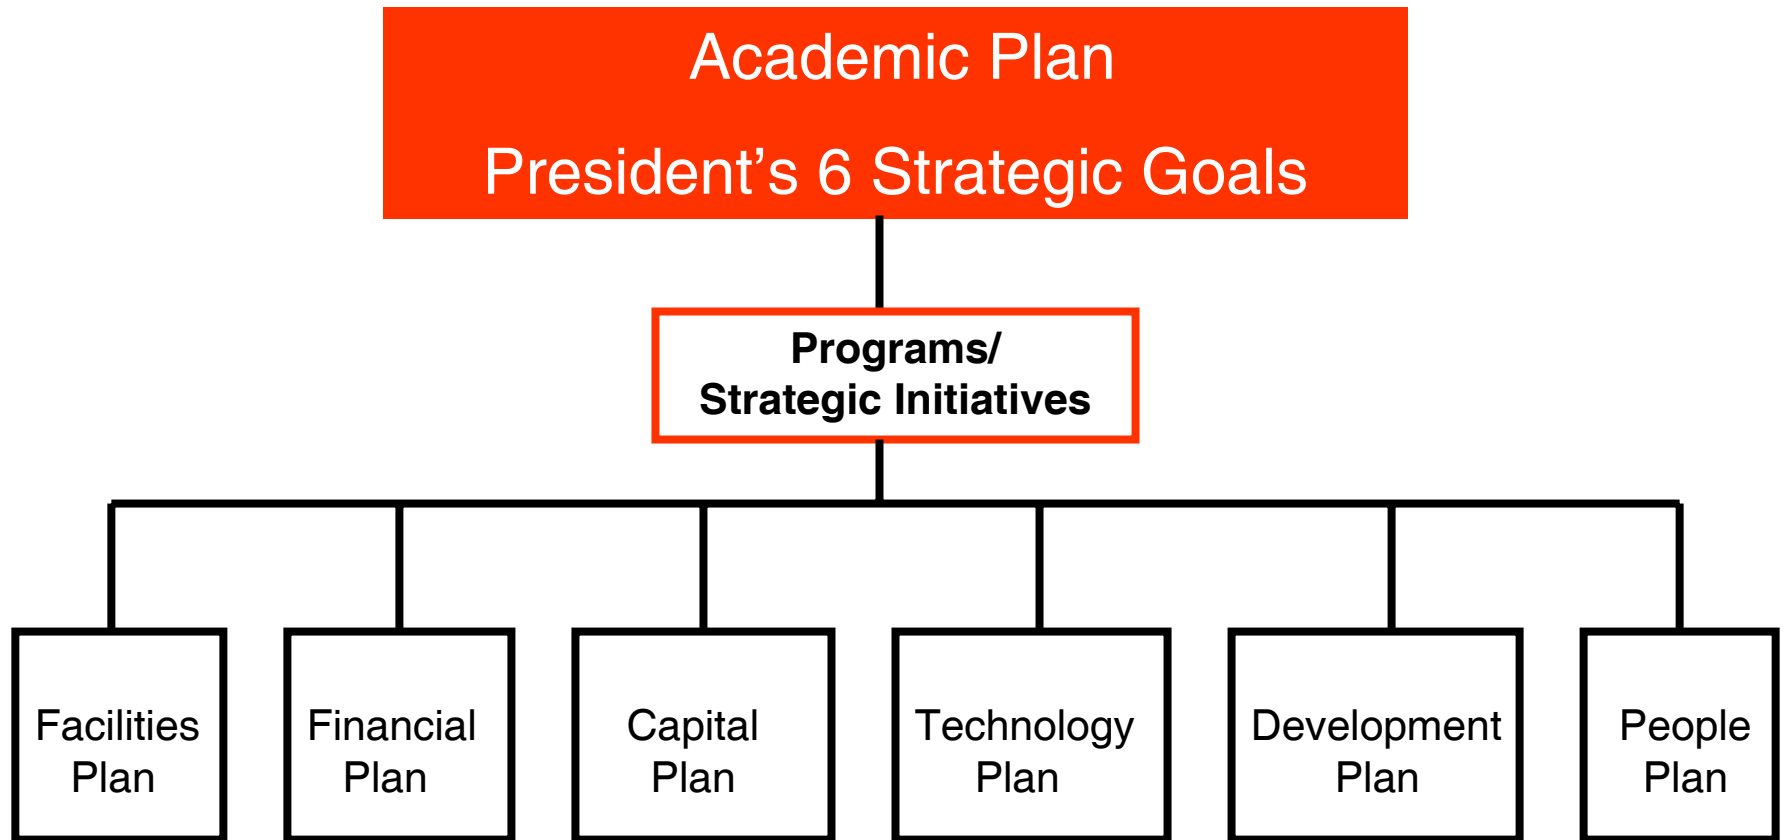 Academic Plan
President’s 6 Strategic Goals
Programs/
Strategic Initiatives
Facilities
Plan
Financial
Plan
Capital
Plan
Technology
Plan
Development
Plan
People
Plan